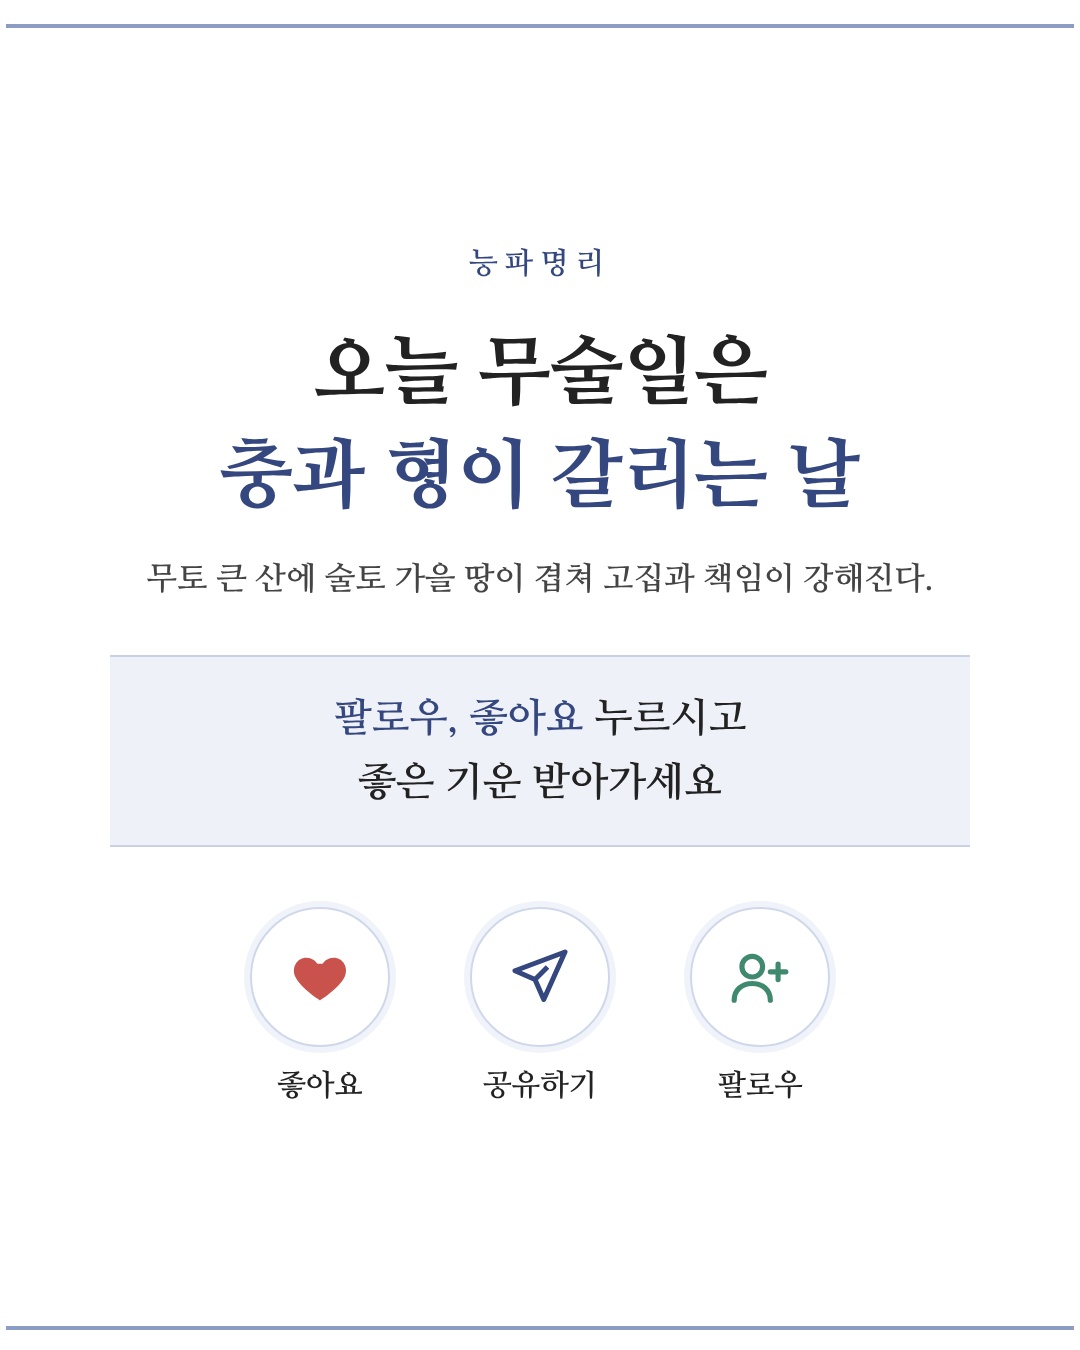 능파명리
오늘 무술일은
충과 형이 갈리는 날
무토 큰 산에 술토 가을 땅이 겹쳐 고집과 책임이 강해진다.
팔로우, 좋아요 누르시고
좋은 기운 받아가세요
좋아요
공유하기
팔로우